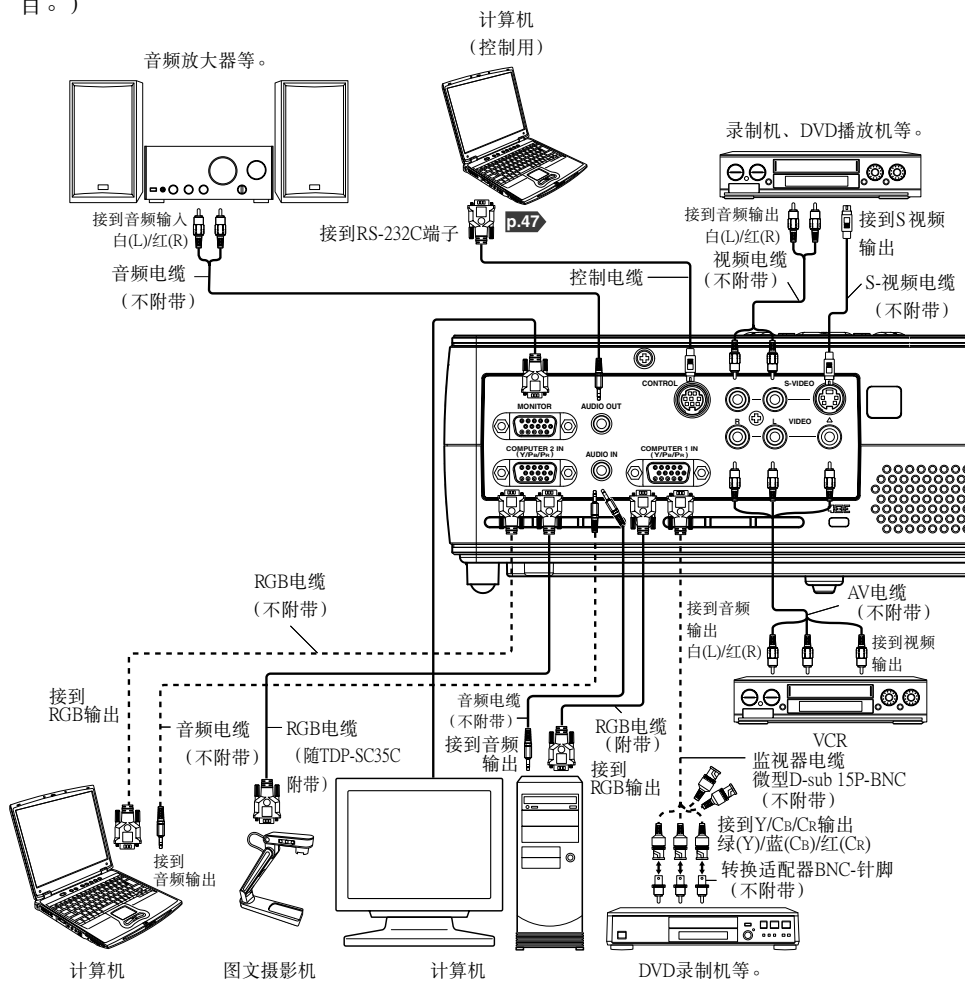 目。）
计算机
（控制用）
音频放大器等。
录制机、DVD播放机等。
接到音频输入
白(L)/红(R)
接到RS-232C端子
p.47
接到音频输出
白(L)/红(R)
接到S视频
输出
音频电缆
（不附带）
控制电缆
视频电缆
（不附带）
S-视频电缆
（不附带）
CONTROL
S-VIDEO
MONITOR
AUDIO OUT
R
L
VIDEO
COMPUTER 2 IN
(Y/PB/PR)
AUDIO IN
COMPUTER 1 IN
(Y/PB/PR)
RGB电缆
（不附带）
接到音频
输出
白(L)/红(R)
AV电缆
（不附带）
接到视频
输出
接到
RGB输出
音频电缆
（不附带）
RGB电缆
（随TDP-SC35C
附带）
音频电缆
（不附带）
接到音频
输出
RGB电缆
（附带）
接到
RGB输出
VCR
监视器电缆
微型D-sub 15P-BNC
（不附带）
接到Y/CB/CR输出
绿(Y)/蓝(CB)/红(CR)
转换适配器BNC-针脚
（不附带）
接到
音频输出
计算机
图文摄影机
计算机
DVD录制机等。